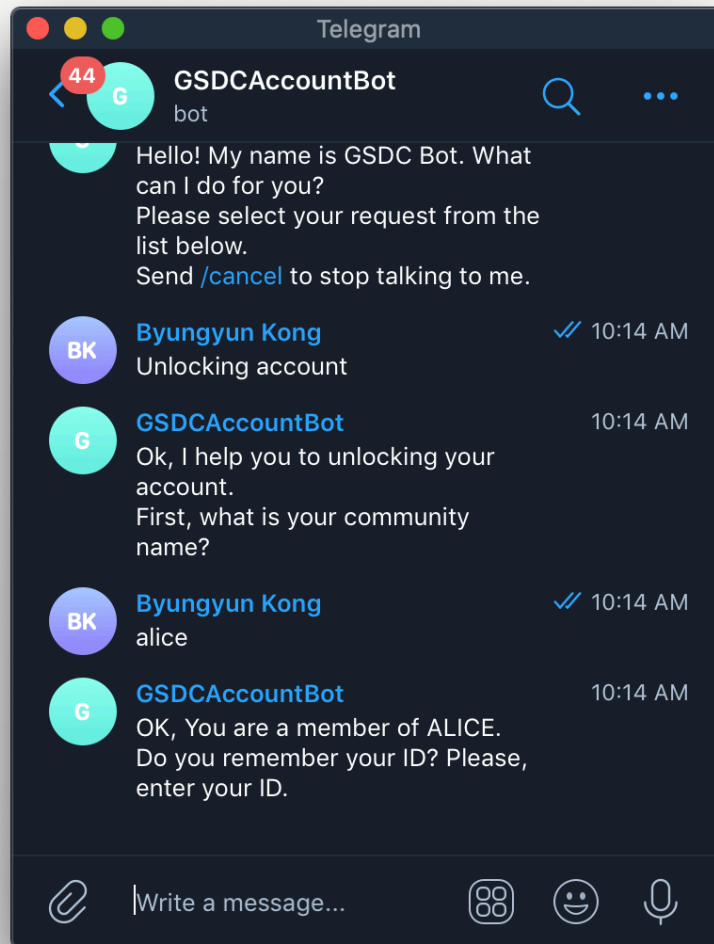 Telegram
44
G
GSDCAccountBot
bot
Hello! My name is GSDC Bot. What
can I do for you?
Please select your request from the
list below.
Send /cancel to stop talking to me.
BK
Byungyun Kong
10:14 AM
Unlocking account
G
GSDCAccountBot
10:14 AM
Ok, I help you to unlocking your
account.
First, what is your community
name?
BK
Byungyun Kong
10:14 AM
alice
G
GSDCAccountBot
10:14 AM
OK, You are a member of ALICE.
Do you remember your ID? Please,
enter your ID.
Write a message...